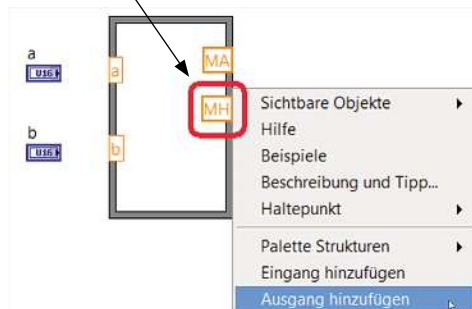 a
U16
b
U16
a
b
MA
MH
Sichtbare Objekte
Hilfe
Beispiele
Beschreibung und Tipp...
Haltepunkt
Palette Strukturen
Eingang hinzufügen
Ausgang hinzufügen